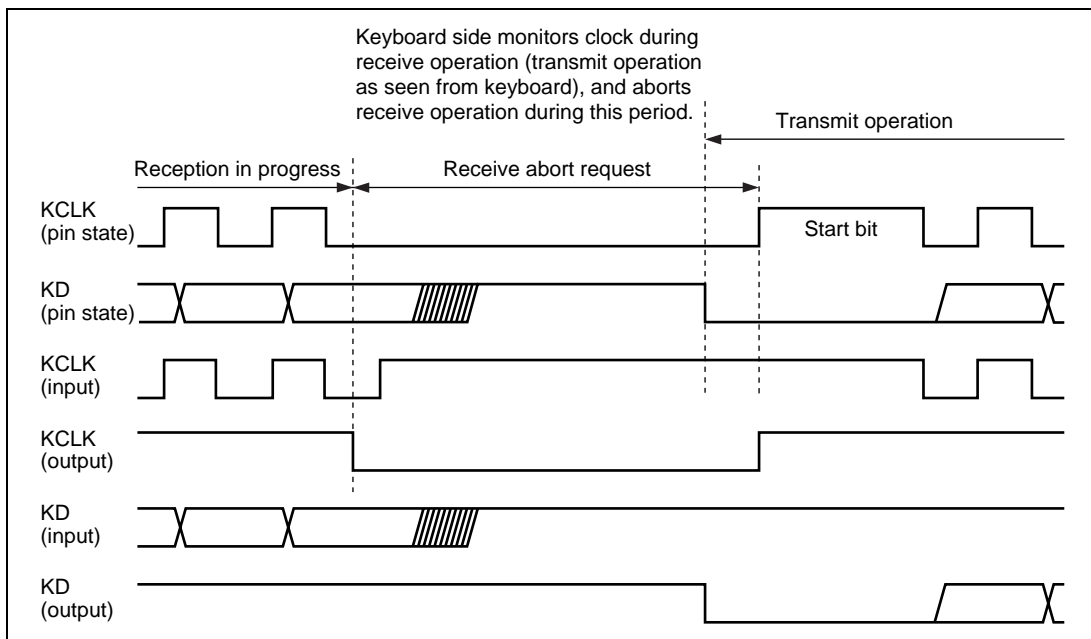 Keyboard side monitors clock during
receive operation (transmit operation
as seen from keyboard), and aborts
receive operation during this period.
Transmit operation
Reception in progress
Receive abort request
KCLK
(pin state)
Start bit
KD
(pin state)
KCLK
(input)
KCLK
(output)
KD
(input)
KD
(output)